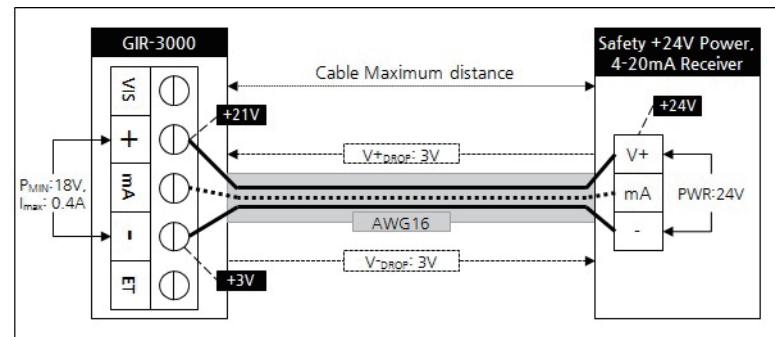 GIR-3000
Safety +24V Power,
4-20mA Receiver
Cable Maximum distance
VIS
+21V
+24V
+
V+DROP: 3V
V+
PMIN:18V,
Imax: 0.4A
mA
mA
PWR:24V
AWG16
-
-
V-DROP: 3V
+3V
ET